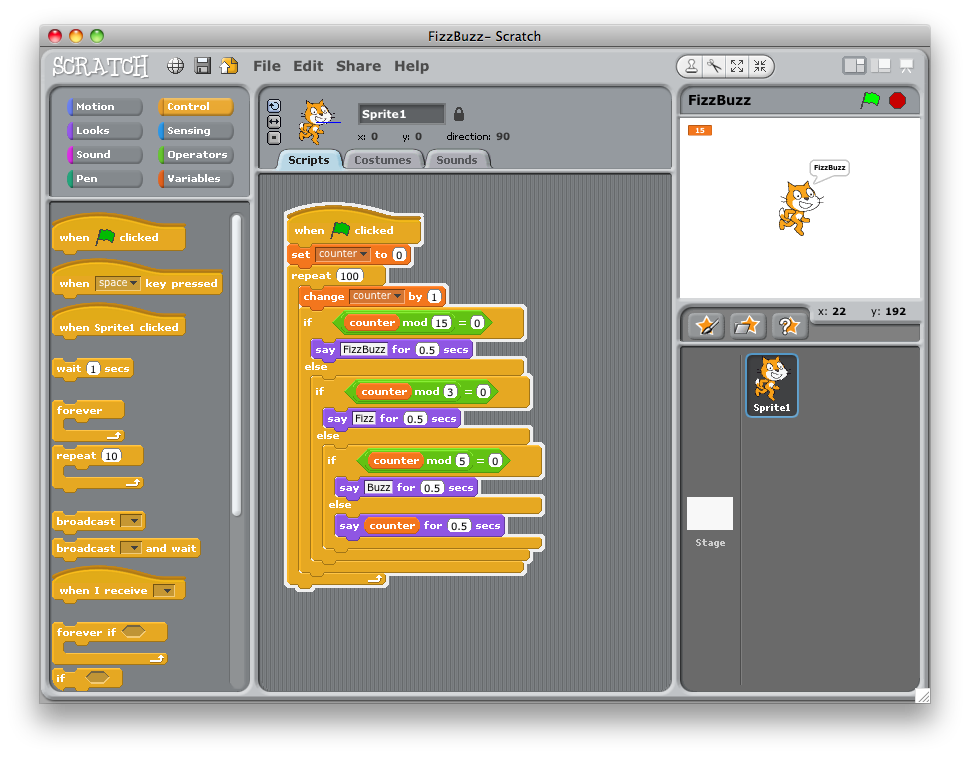 FizzBuzz- Scratch
SCRATCH File Edit Share Help
Motion Control
Looks Sensing
Sound Operators
Pen Variables
when clicked
when space key pressed
when Sprite1 clicked
wait 1 secs
forever
repeat 10
broadcast
broadcast and wait
when I receive
forever if
if
Sprite1
x: 0 y: 0 direction: 90
Scripts Costumes Sounds
when clicked
set counter to 0
repeat 100
change counter by 1
if counter mod 15 = 0
say FizzBuzz for 0.5 secs
else
if counter mod 3 = 0
say Fizz for 0.5 secs
else
if counter mod 5 = 0
say Buzz for 0.5 secs
else
say counter for 0.5 secs
FizzBuzz
15
FizzBuzz
x: 22 y: 192
Sprite1
Stage